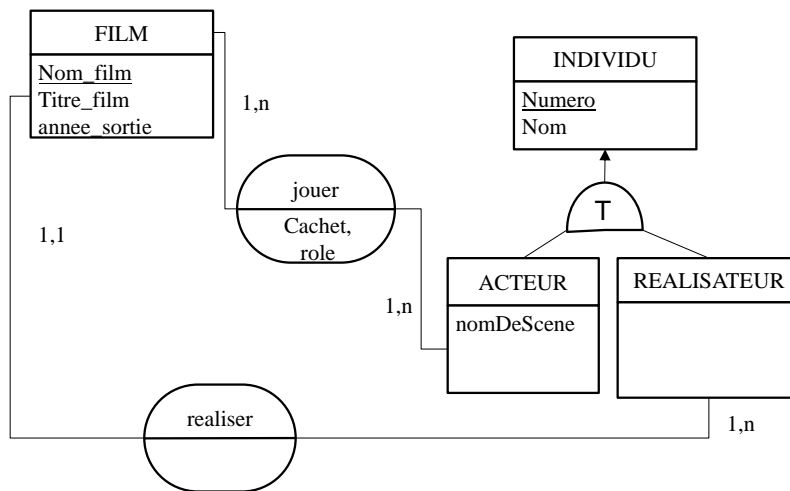 FILM
Nom_film
Titre_film
annee_sortie
INDIVIDU
Numero
Nom
1,n
jouer
Cachet,
role
T
1,1
ACTEUR
nomDeScene
REALISATEUR
1,n
realiser
1,n